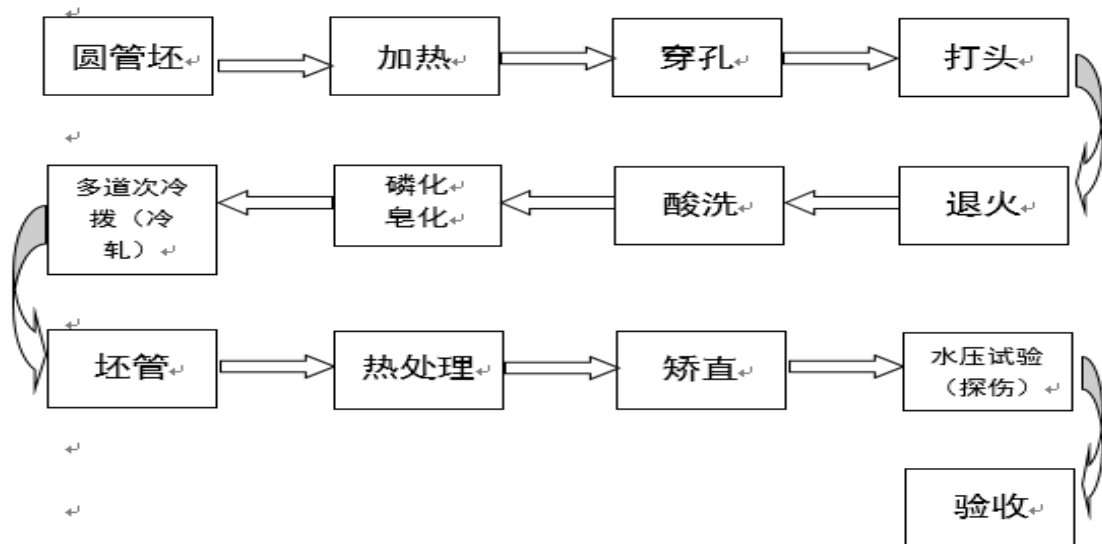 圆管坯
加热
穿孔
打头
退火
酸洗
磷化
皂化
多道次冷
拨（冷
轧）
坯管
热处理
矫直
水压试验
（探伤）
验收